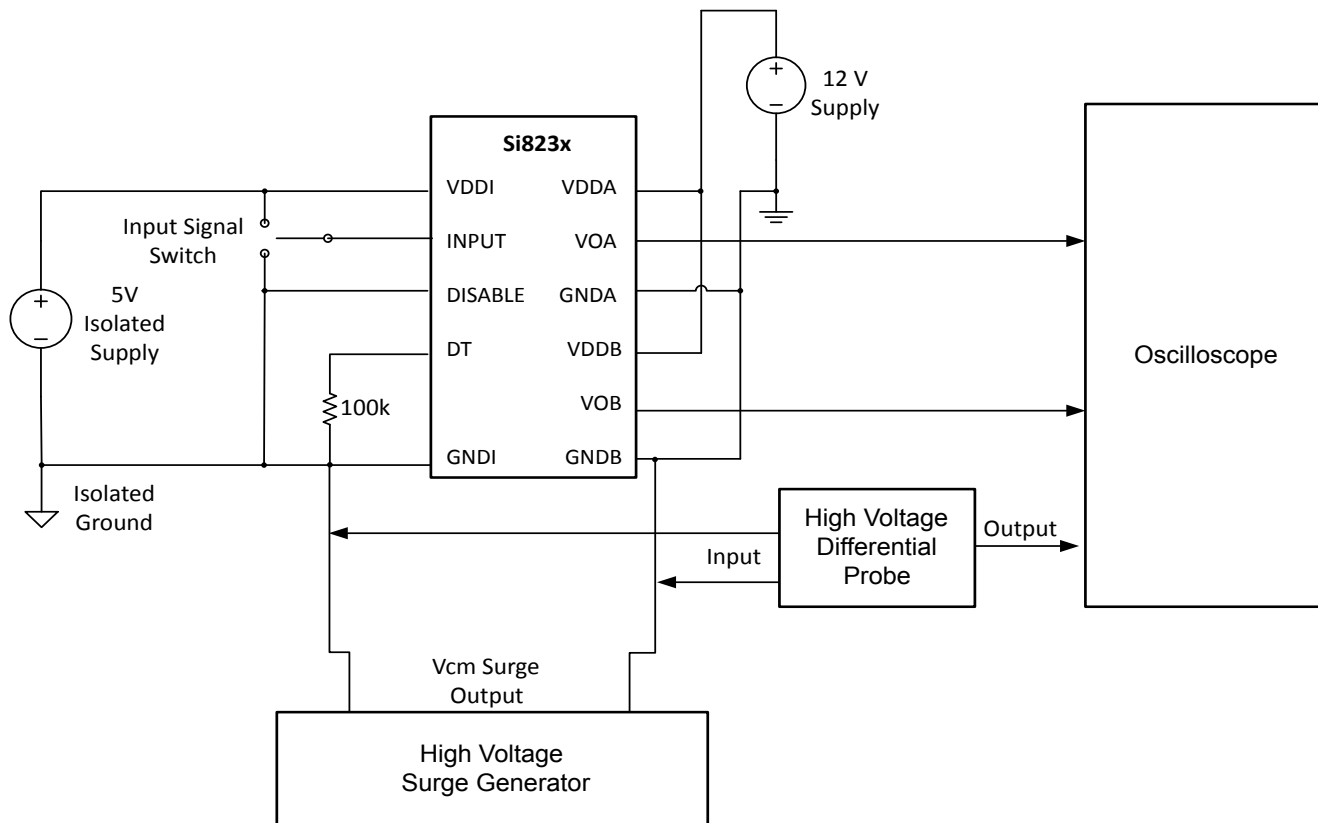 12 V
Supply
Si823x
VDDI
VDDA
Input Signal
Switch
INPUT
VOA
5V
Isolated
Supply
DISABLE
GNDA
DT
VDDB
Oscilloscope
100k
VOB
GNDI
GNDB
Isolated
Ground
High Voltage
Differential
Probe
Output
Input
Vcm Surge
Output
High Voltage
Surge Generator